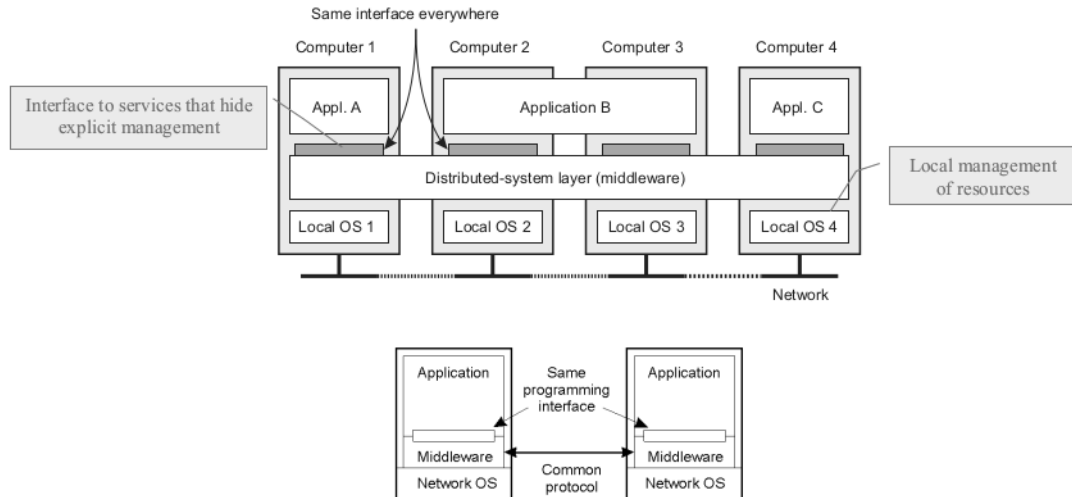 Same interface everywhere
Computer 1
Computer 2
Computer 3
Computer 4
Interface to services that hide
explicit management
Appl. A
Application B
Appl. C
Distributed-system layer (middleware)
Local management
of resources
Local OS 1
Local OS 2
Local OS 3
Local OS 4
Network
Application
Same
programming
interface
Application
Middleware
Middleware
Common
protocol
Network OS
Network OS